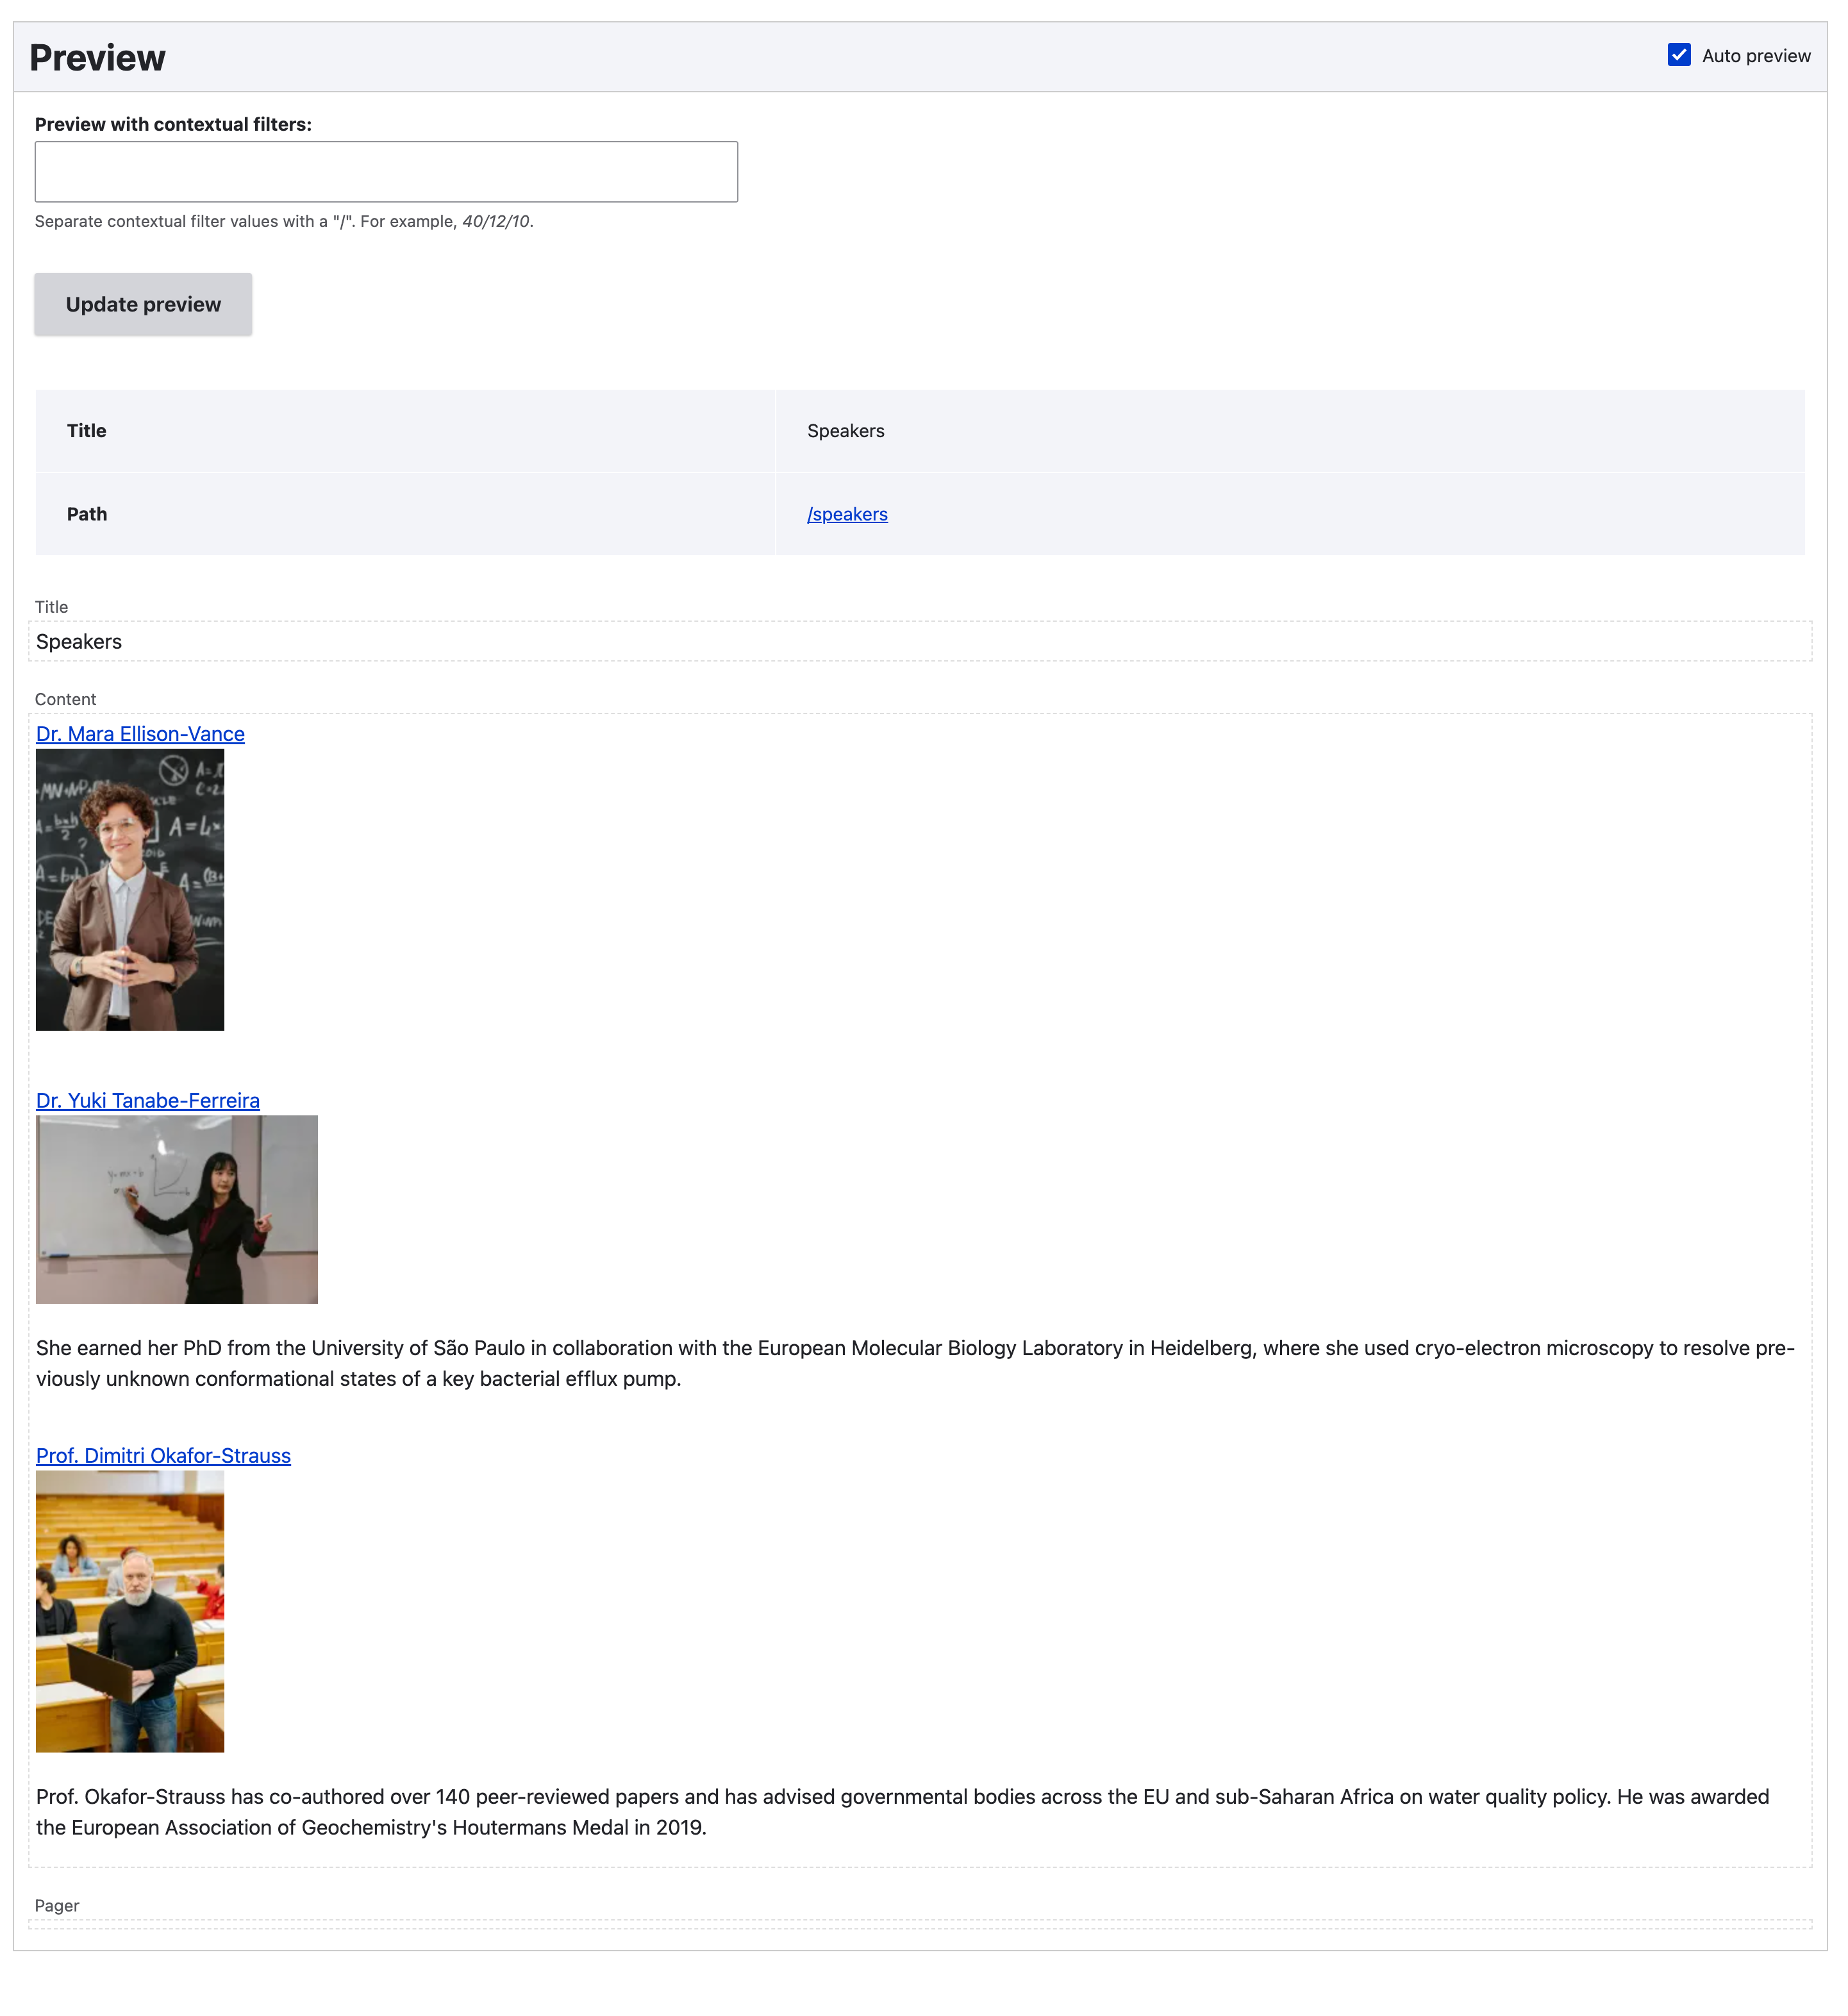 Preview
Auto preview
Preview with contextual filters:
Separate contextual filter values with a "/". For example, 40/12/10.
Update preview
Title
Speakers
Path
/speakers
Title
Speakers
Content
Dr. Mara Ellison-Vance
A=bxh
2
A=4x
Dr. Yuki Tanabe-Ferreira
She earned her PhD from the University of São Paulo in collaboration with the European Molecular Biology Laboratory in Heidelberg, where she used cryo-electron microscopy to resolve pre-
viously unknown conformational states of a key bacterial efflux pump.
Prof. Dimitri Okafor-Strauss
Prof. Okafor-Strauss has co-authored over 140 peer-reviewed papers and has advised governmental bodies across the EU and sub-Saharan Africa on water quality policy. He was awarded
the European Association of Geochemistry's Houtermans Medal in 2019.
Pager